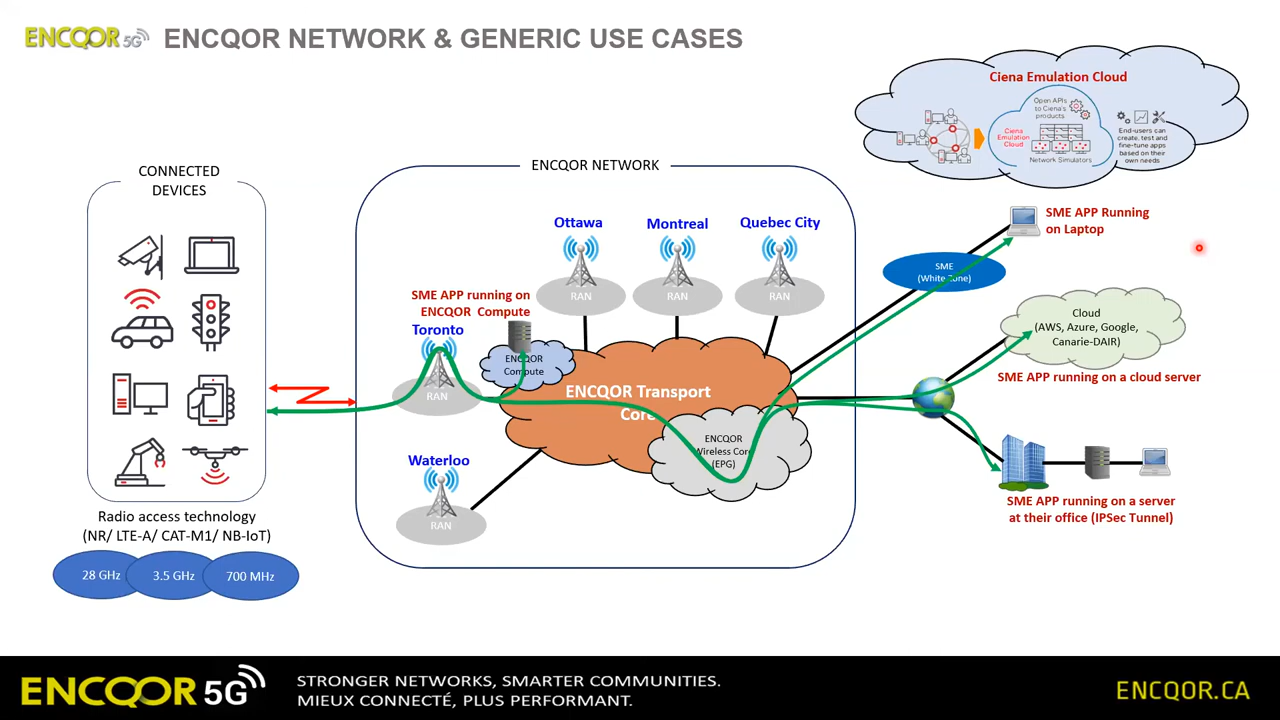 ENCQOR 5G
ENCQOR NETWORK & GENERIC USE CASES
Ciena Emulation Cloud
Open APIs
to Ciena's
products
Ciena
Emulation
Cloud
Network Simulators
End-users can
create, test and
fine-tune apps
based on their
own needs
CONNECTED
DEVICES
Radio access technology
(NR/ LTE-A/ CAT-M1/ NB-IoT)
28 GHz
3.5 GHz
700 MHz
ENCQOR NETWORK
Ottawa
RAN
Montreal
RAN
Quebec City
RAN
SME APP running on
ENCQOR Compute
Toronto
RAN
ENCQOR
Compute
ENCQOR Transport
Core
ENCQOR
Wireless Core
(EPG)
Waterloo
RAN
SME APP Running
on Laptop
SME
(White Zone)
Cloud
(AWS, Azure, Google,
Canarie-DAIR)
SME APP running on a cloud server
SME APP running on a server
at their office (IPSec Tunnel)
ENCQOR 5G
STRONGER NETWORKS, SMARTER COMMUNITIES.
MIEUX CONNECTÉ, PLUS PERFORMANT.
ENCQOR.CA